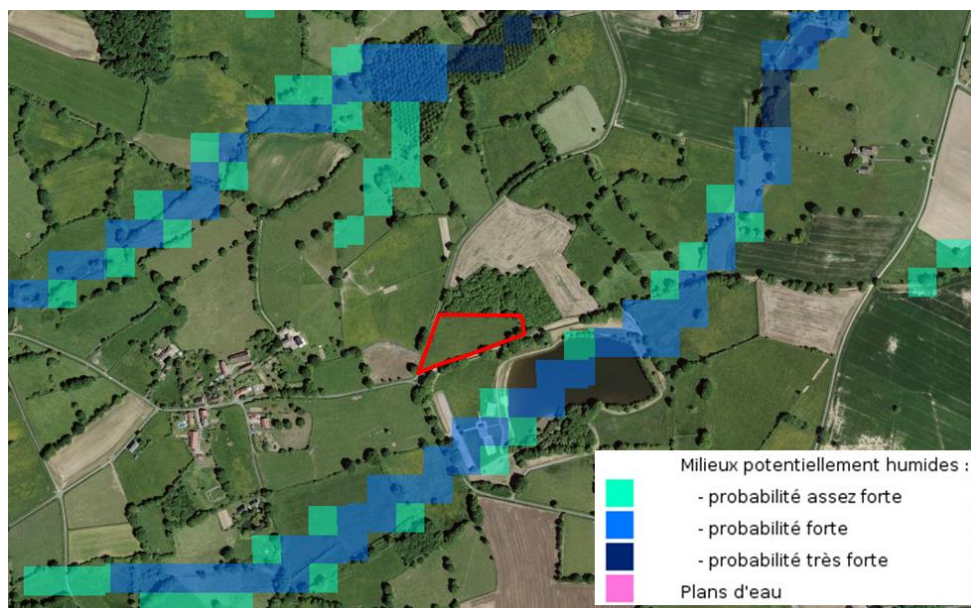 Milieux potentiellement humides :
- probabilité assez forte
- probabilité forte
- probabilité très forte
Plans d'eau